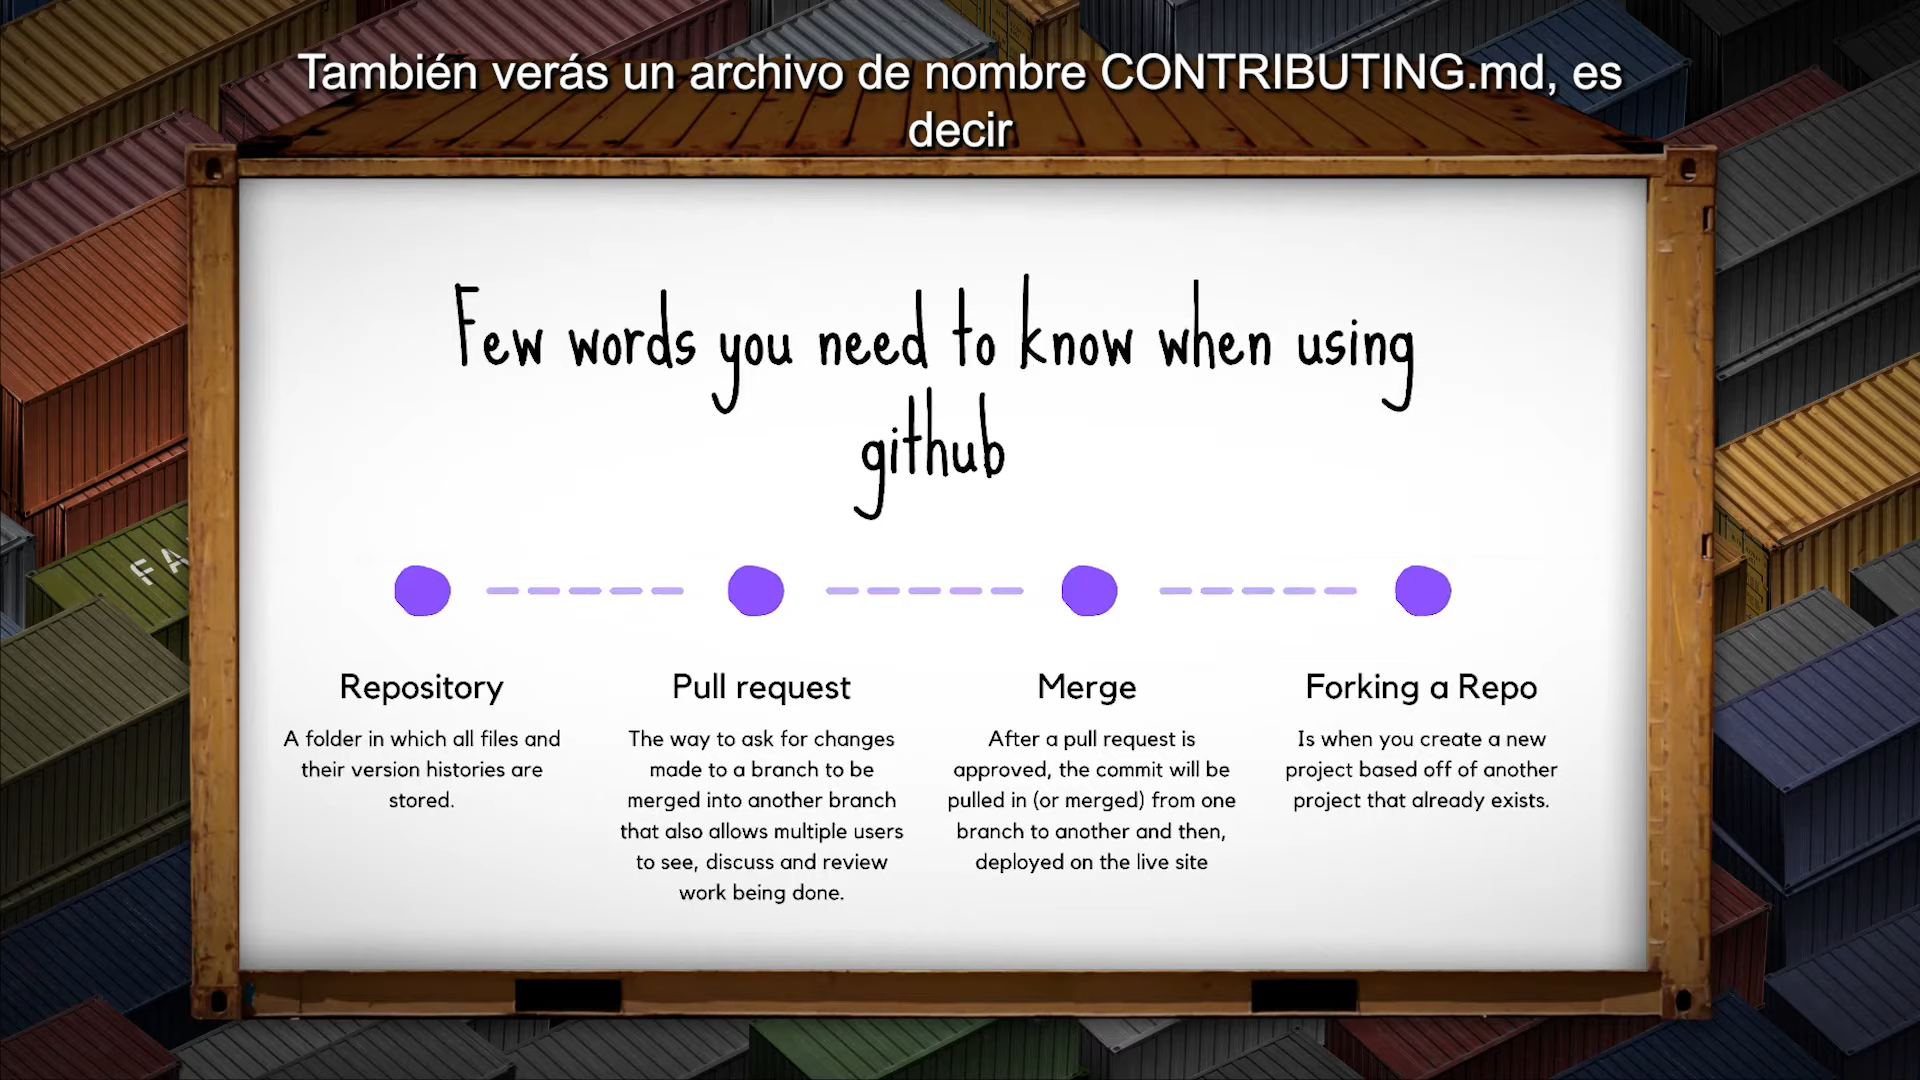 También verás un archivo de nombre CONTRIBUTING.md, es
decir
Few words you need to know when using
github
Repository
A folder in which all files and
their version histories are
stored.
Pull request
The way to ask for changes
made to a branch to be
merged into another branch
that also allows multiple users
to see, discuss and review
work being done.
Merge
After a pull request is
approved, the commit will be
pulled in (or merged) from one
branch to another and then,
deployed on the live site
Forking a Repo
Is when you create a new
project based off of another
project that already exists.
FA